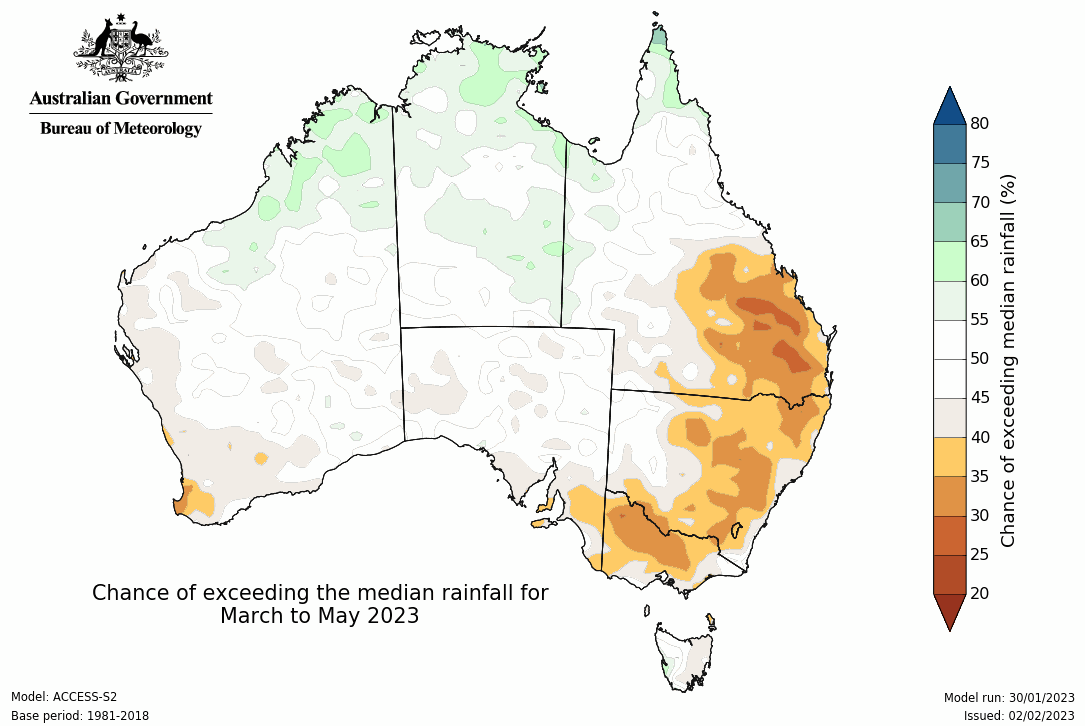 Australian Government
Bureau of Meteorology
80
75
70
65
60
55
50
45
40
35
30
25
20
Chance of exceeding median rainfall (%)
Chance of exceeding the median rainfall for
March to May 2023
Model: ACCESS-S2
Base period: 1981-2018
Model run: 30/01/2023
Issued: 02/02/2023